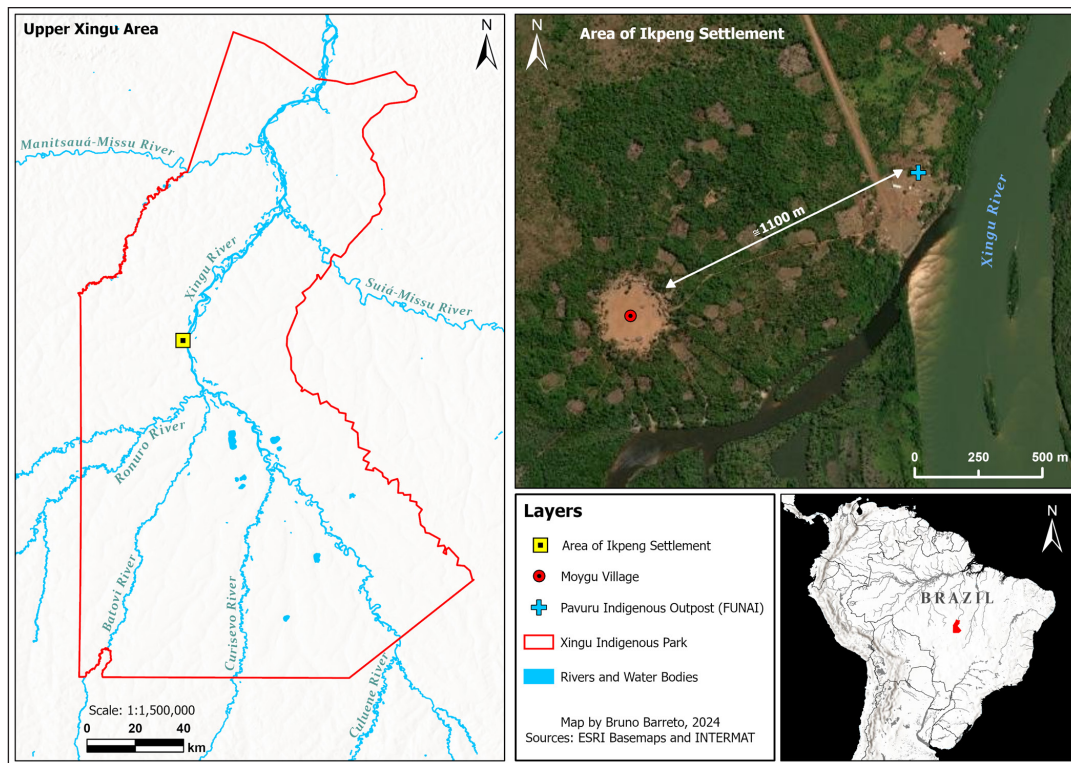 Upper Xingu Area
N
Manitsauá-Missu River
Xingu River
Suiá-Missu River
Ronuro River
Batovi River
Curisevo River
Culuene River
Scale: 1:1,500,000
0 20 40
km
Area of Ikpeng Settlement
N
≅1100 m
Xingu River
0 250 500 m
Layers
Area of Ikpeng Settlement
Moygu Village
Pavuru Indigenous Outpost (FUNAI)
Xingu Indigenous Park
Rivers and Water Bodies
Map by Bruno Barreto, 2024
Sources: ESRI Basemaps and INTERMAT
N
BRAZIL